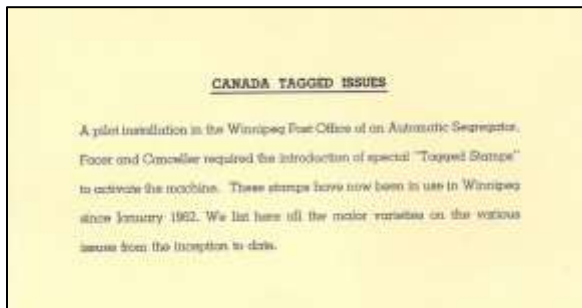 CANADA TAGGED ISSUES
A pilot installation in the Winnipeg Post Office of an Automatic Segregator,
Facer and Canceller required the introduction of special "Tagged Stamps"
to activate the machine. These stamps have now been in use in Winnipeg
since January 1962. We list here all the major varieties on the various
issues from the inception to date.